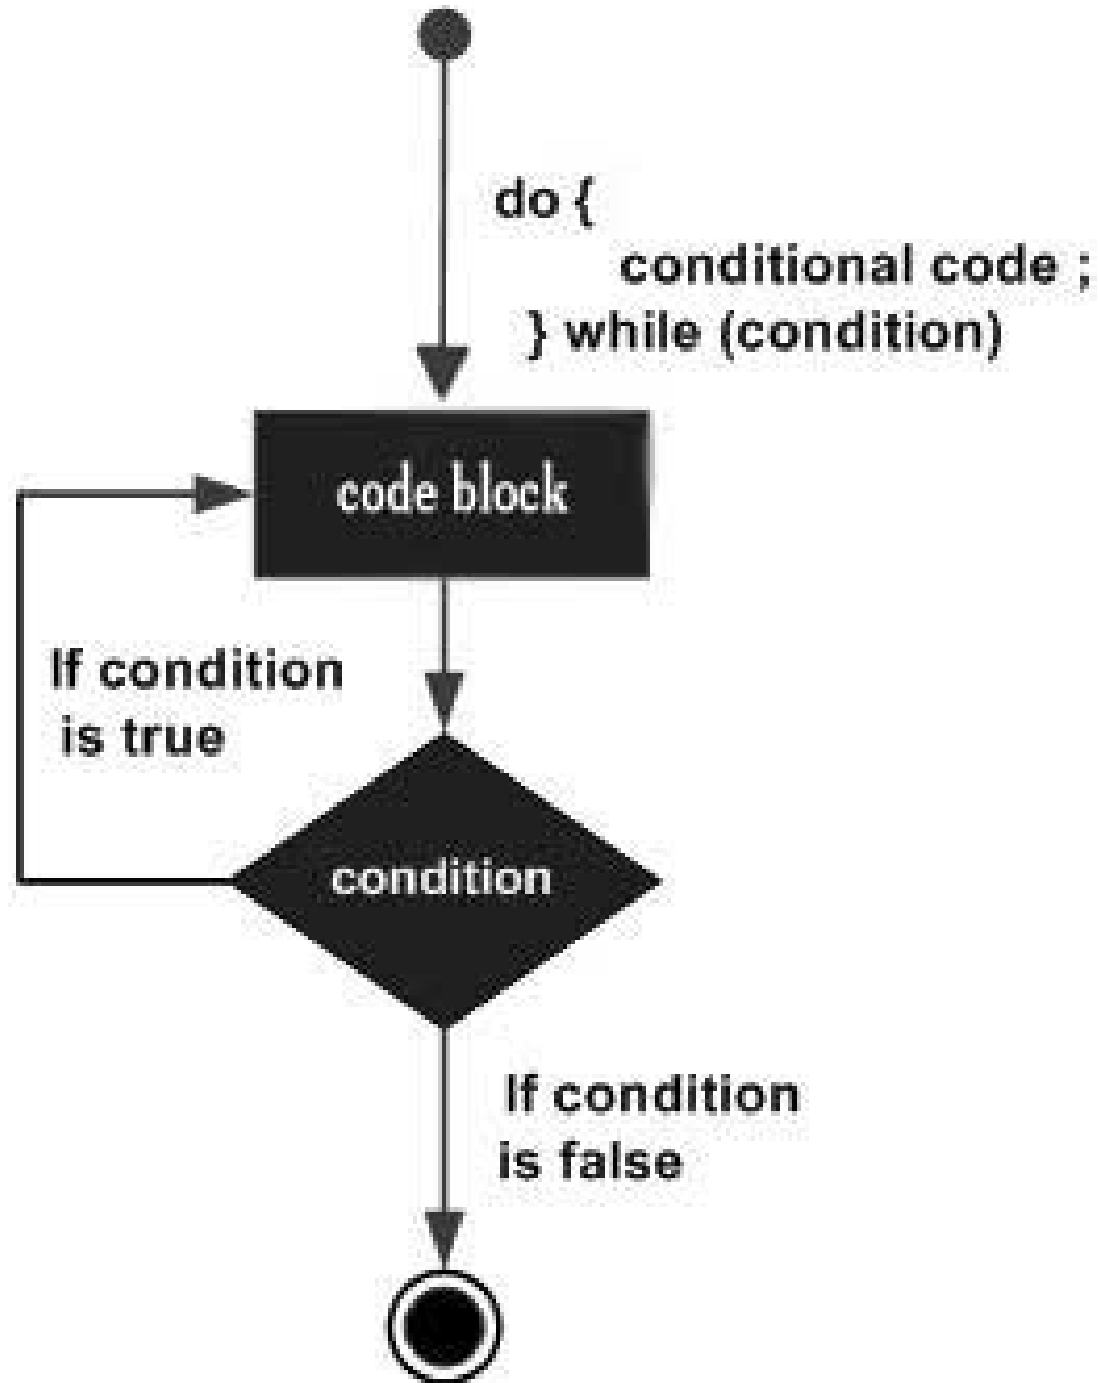 do {
conditional code ;
} while (condition)
code block
If condition
is true
condition
If condition
is false